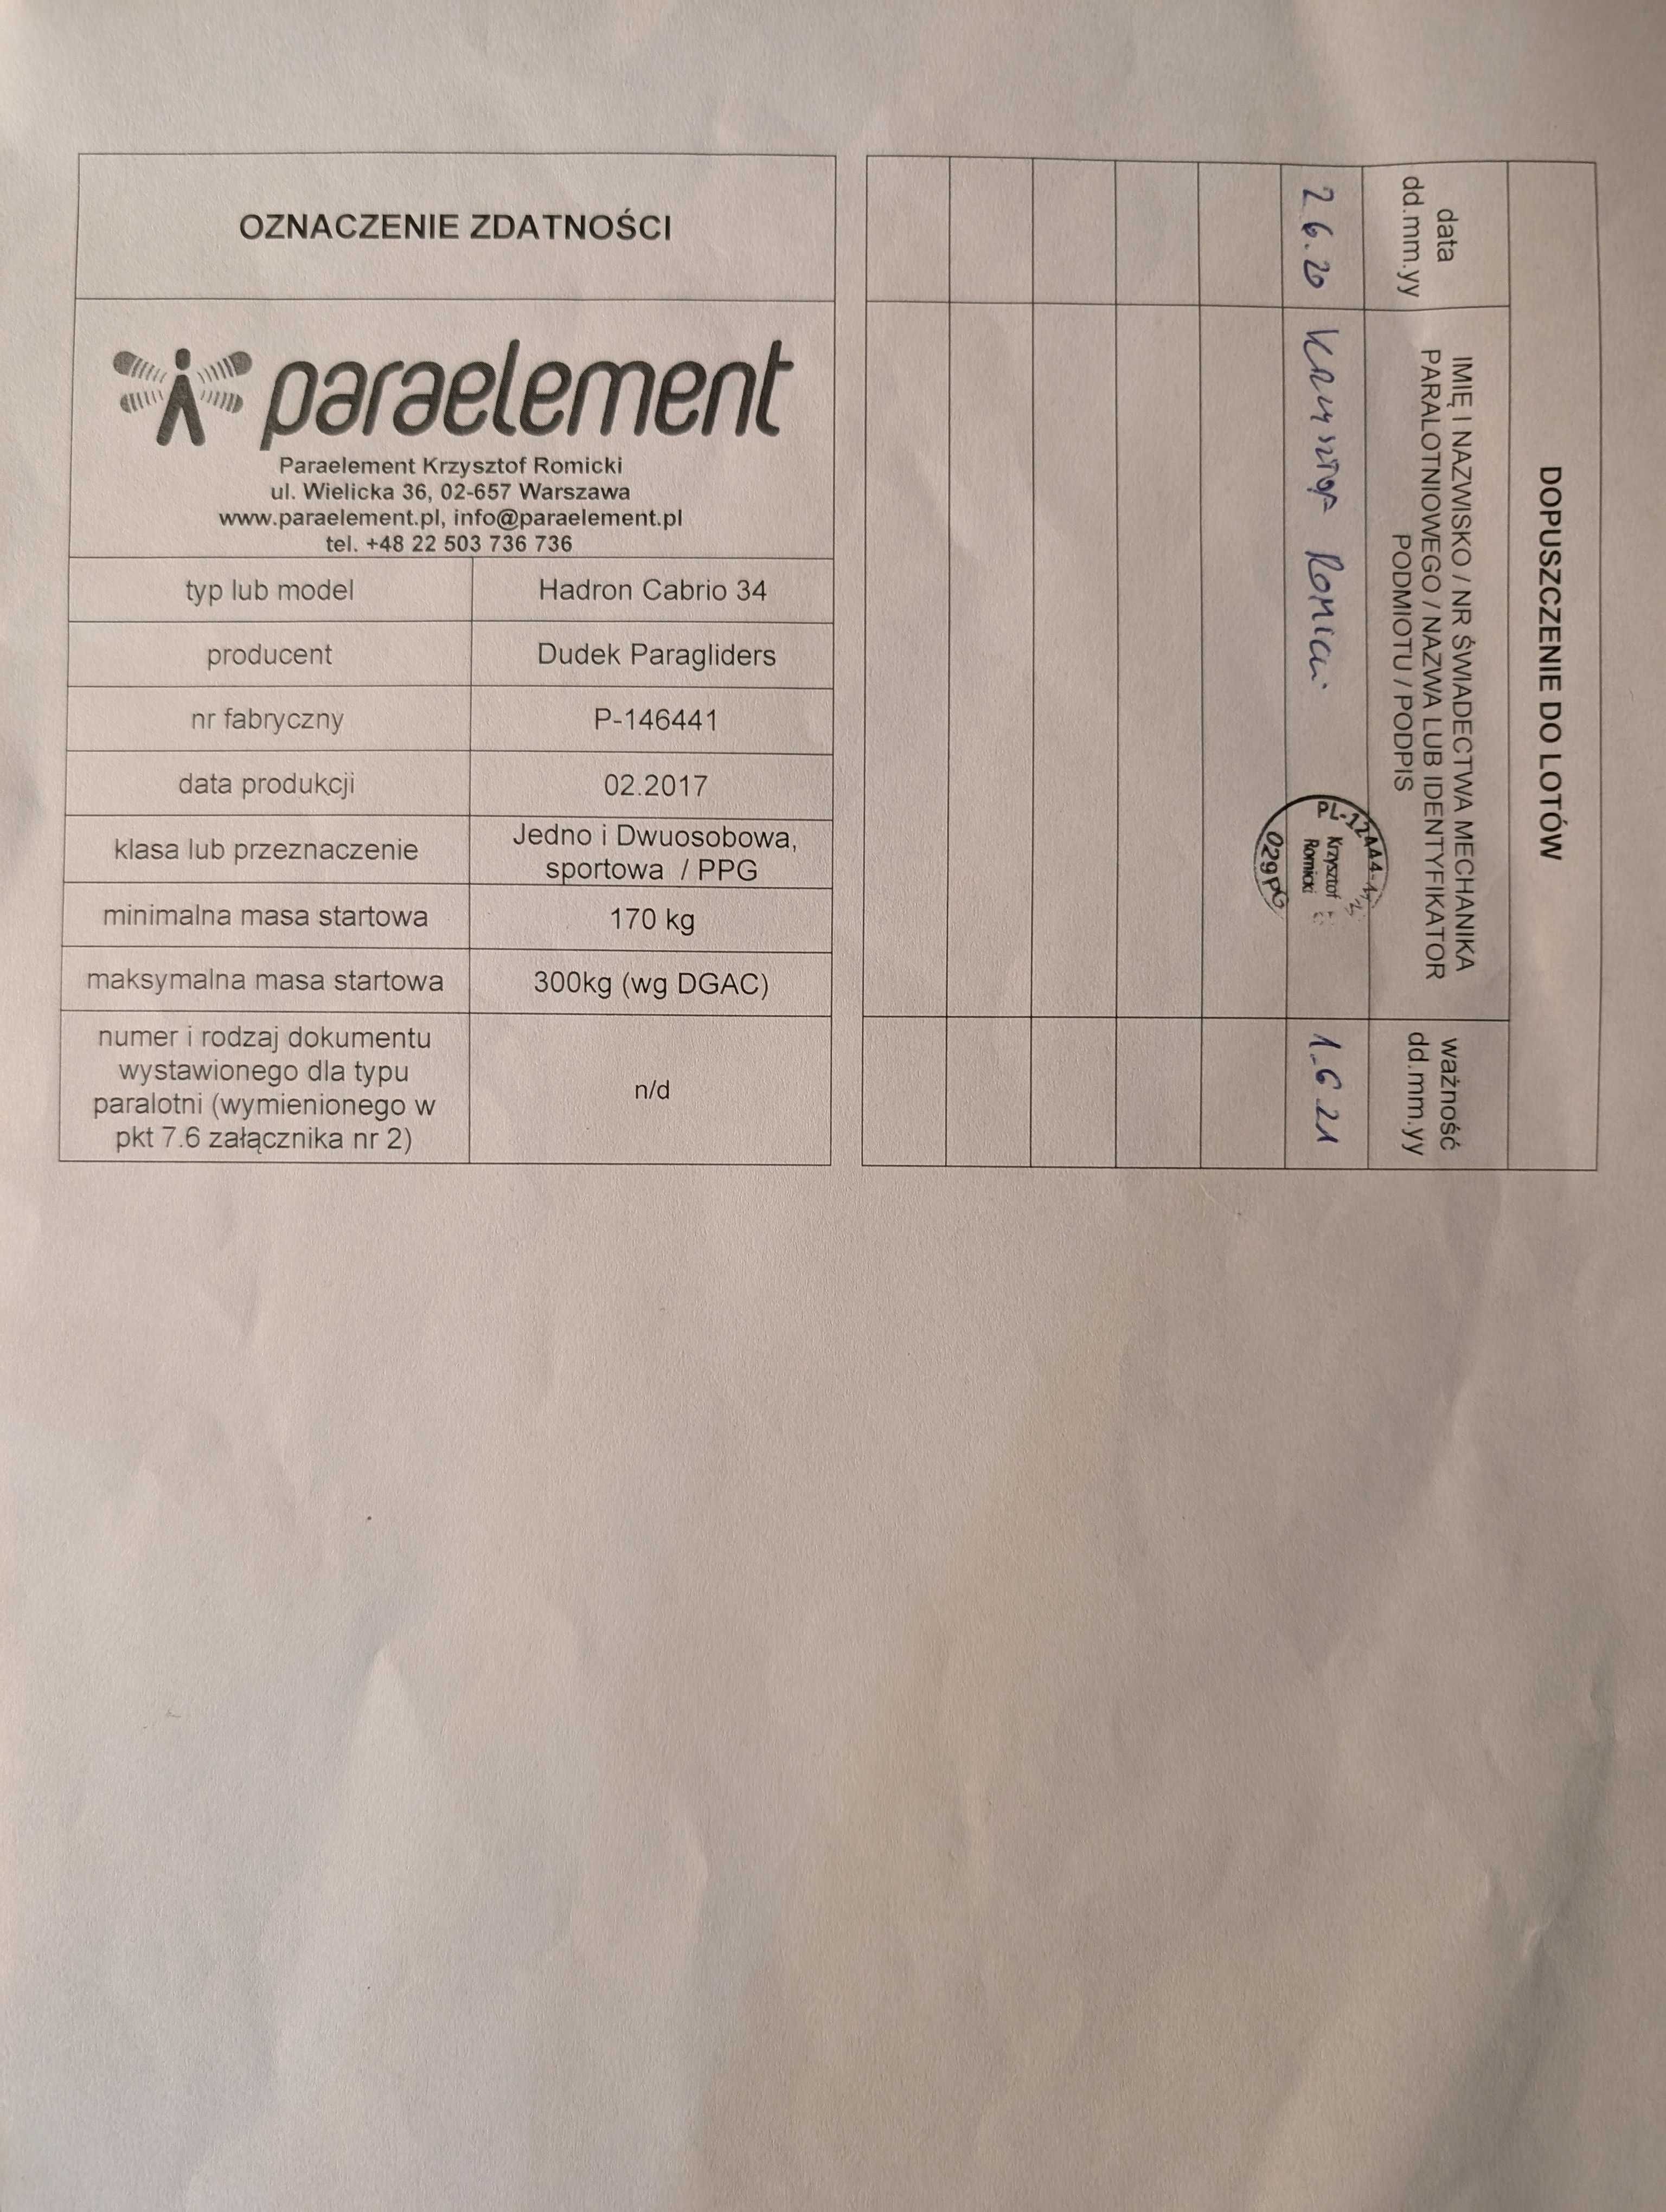 OZNACZENIE ZDATNOŚCI
paraelement
Paraelement Krzysztof Romicki
ul. Wielicka 36, 02-657 Warszawa
www.paraelement.pl, info@paraelement.pl
tel. +48 22 503 736 736
typ lub model Hadron Cabrio 34
producent Dudek Paragliders
nr fabryczny P-146441
data produkcji 02.2017
klasa lub przeznaczenie Jedno i Dwuosobowa,
sportowa / PPG
minimalna masa startowa 170 kg
maksymalna masa startowa 300kg (wg DGAC)
numer i rodzaj dokumentu
wystawionego dla typu
paralotni (wymienionego w
pkt 7.6 załącznika nr 2)
n/d
DOPUSZCZENIE DO LOTÓW
data
dd.mm.yy
IMIĘ I NAZWISKO / NR ŚWIADECTWA MECHANIKA
PARALOTNIOWEGO / NAZWA LUB IDENTYFIKATOR
PODMIOTU / PODPIS
ważność
dd.mm.yy
2 6.20 Krzysztof Romicki 1.6 21
Krzysztof
Romicki